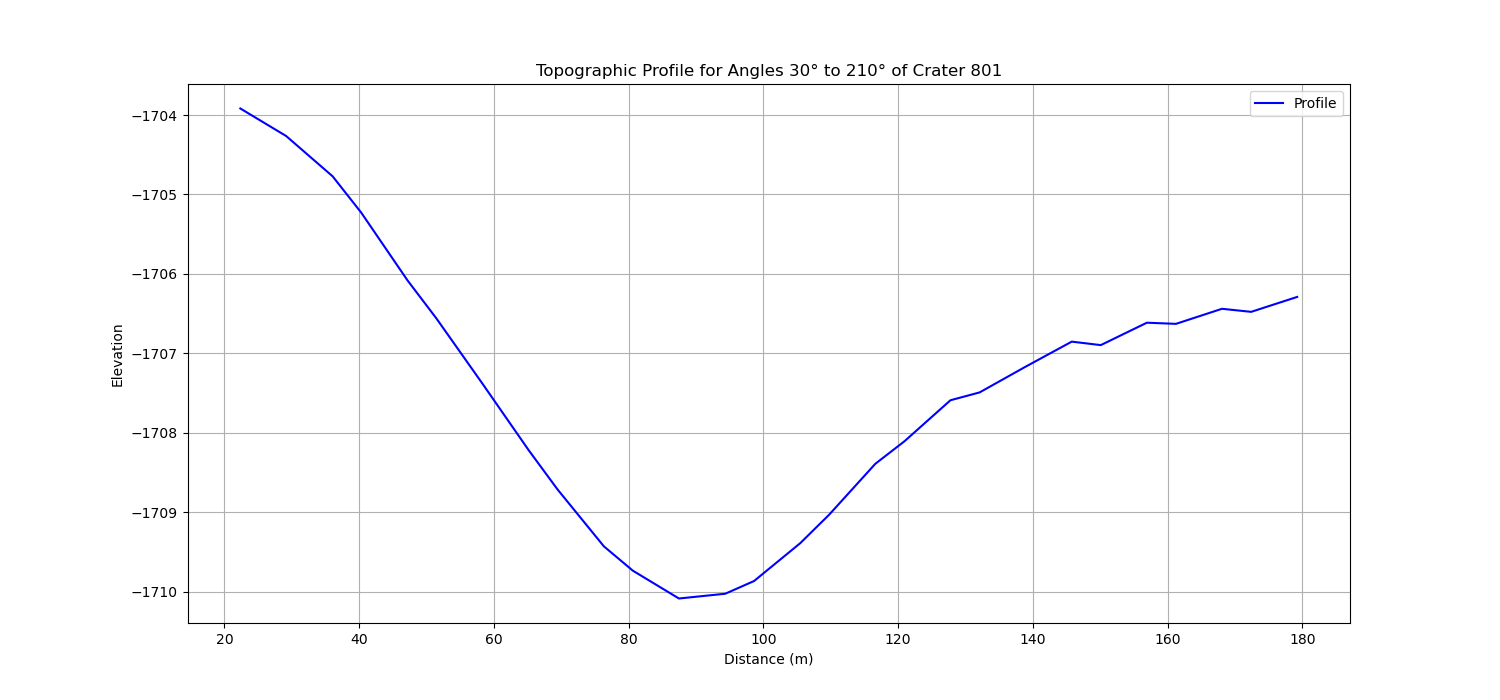 Topographic Profile for Angles 30° to 210° of Crater 801
Profile
−1704
−1705
−1706
−1707
−1708
−1709
−1710
Elevation
20 40 60 80 100 120 140 160 180
Distance (m)